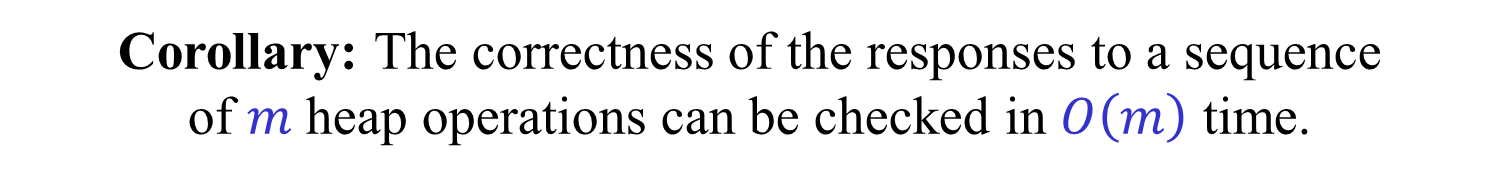 Corollary: The correctness of the responses to a sequence
of m heap operations can be checked in O(m) time.